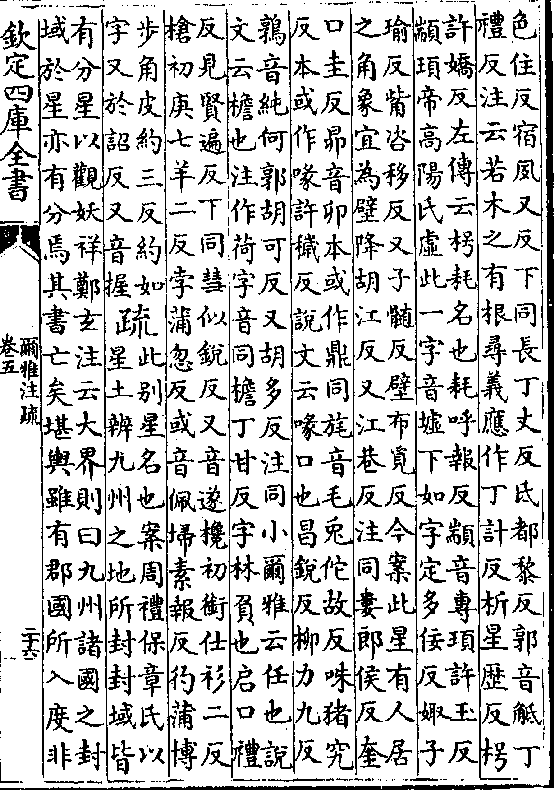 色住反宿夙又反下同長丁丈反氐都黎反郭音觝丁
禮反注云若木之有根尋義應作丁計反析星歴反枵
許嬌反左傳云枵耗名也耗呼報反顓音專頊許玉反
顓頊帝高陽氏虛此一字音墟下如字定多佞反娵子
瑜反觜咨移反又子髓反壁布覓反今案此星有人居
之角象宜為壁降胡江反又江巷反注同婁郎侯反奎
口圭反昴音卯本或作鼎同旄音毛兎佗故反咮猪究
反本或作喙許穢反說文云喙口也昌銳反柳力九反
鶉音純何郭胡可反又胡多反注同小爾雅云任也說
文云檐也注作荷字音同檐丁甘反字林負也启口禮
反見賢遍反下同彗似銳反又音遂欃初銜仕衫二反
槍初庚七羊二反孛蒲忽反或音佩埽素報反彴蒲博
步角皮約三反約如
字又於詔反又音握
疏
此别星名也案周禮保章氏以
星土辨九州之地所封封域皆
有分星以觀妖祥鄭玄注云大界則曰九州諸國之封
域於星亦有分焉其書亡矣堪輿雖有郡國所入度非
欽定四庫全書
爾雅注疏
卷五
二十六